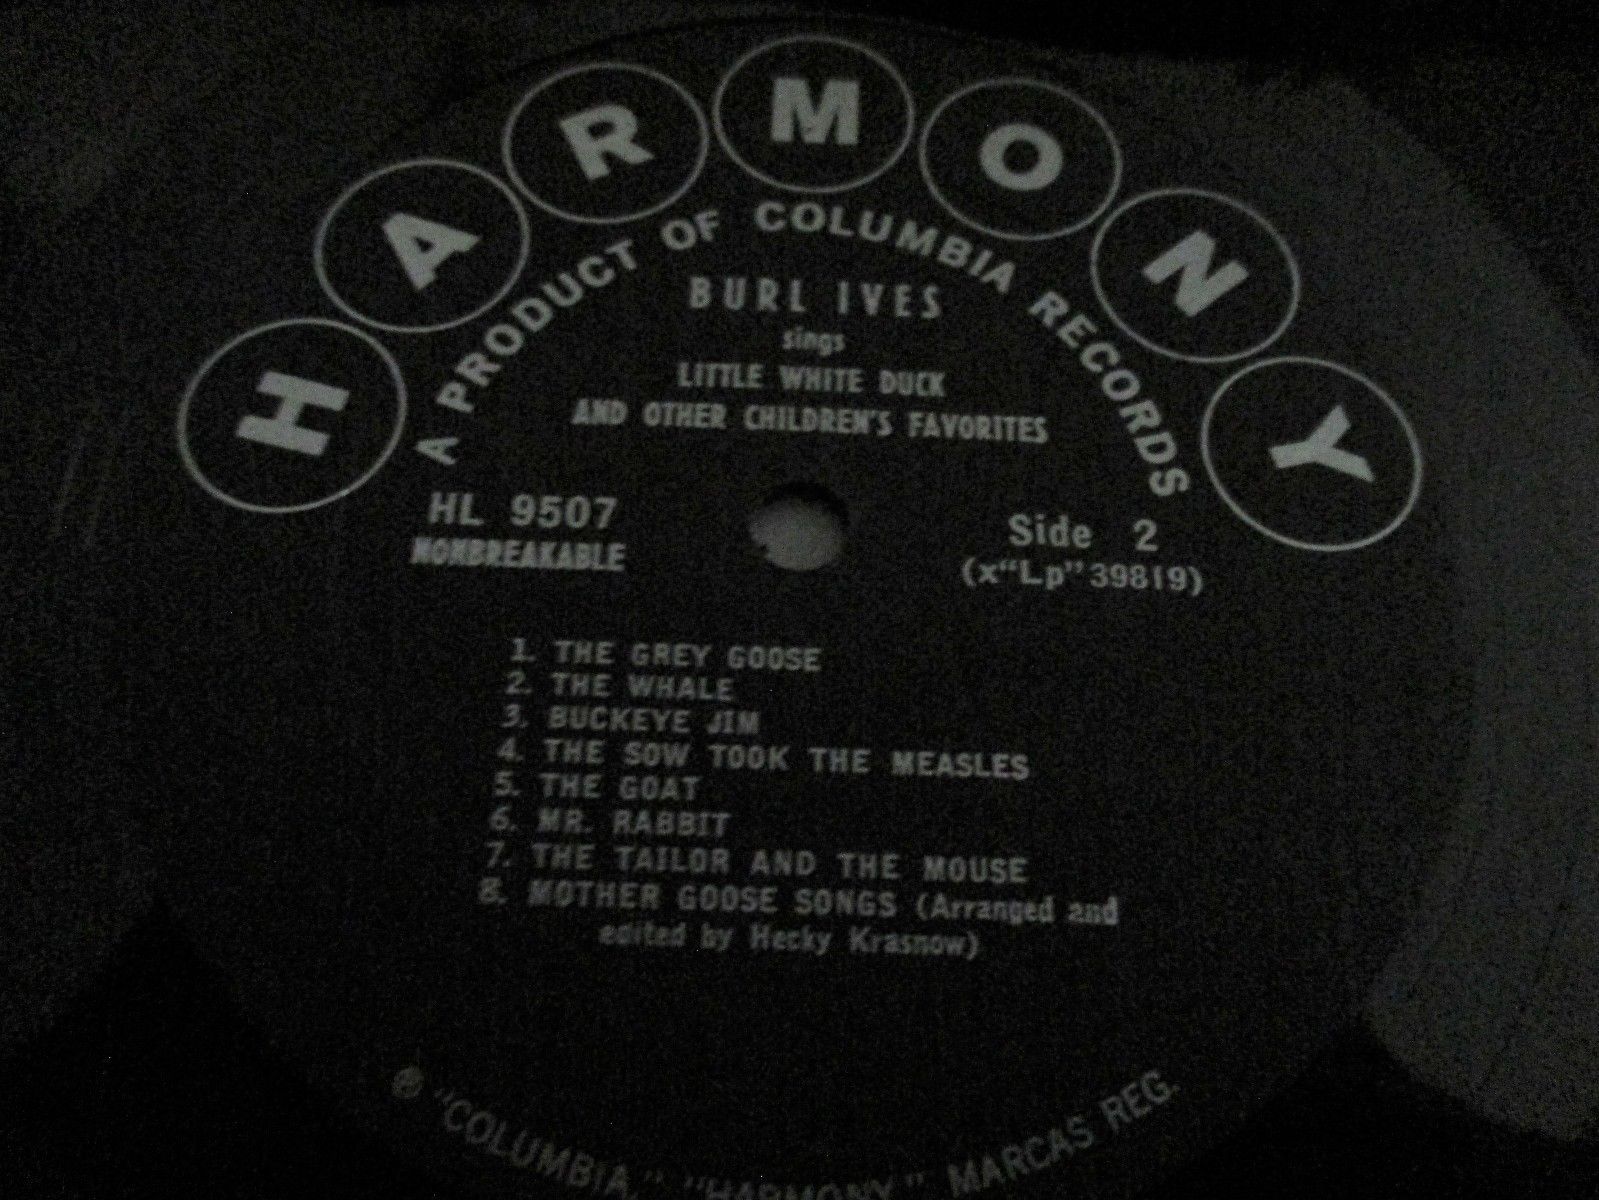 HARMONY
A PRODUCT OF COLUMBIA RECORDS
BURL IVES
sings
LITTLE WHITE DUCK
AND OTHER CHILDREN'S FAVORITES
HL 9507
NONBREAKABLE
Side 2
(x"Lp"39819)
1. THE GREY GOOSE
2. THE WHALE
3. BUCKEYE JIM
4. THE SOW TOOK THE MEASLES
5. THE GOAT
6. MR. RABBIT
7. THE TAILOR AND THE MOUSE
8. MOTHER GOOSE SONGS (Arranged and
edited by Hecky Krasnow)
"COLUMBIA," "HARMONY" MARCAS REG.